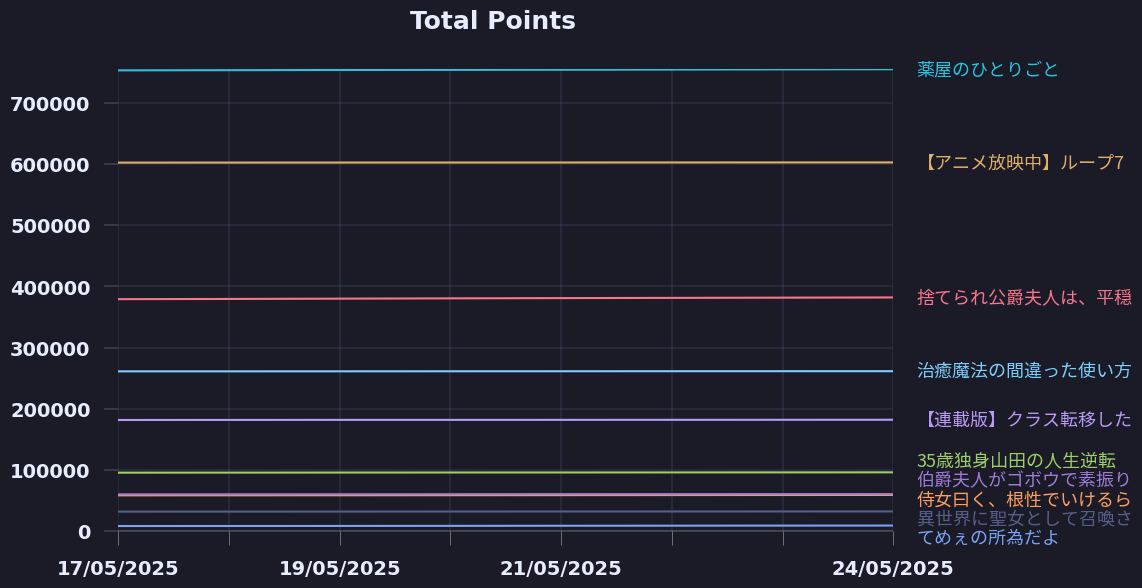 Total Points
700000
600000
500000
400000
300000
200000
100000
0
17/05/2025
19/05/2025
21/05/2025
24/05/2025
薬屋のひとりごと
【アニメ放映中】ループ7
捨てられ公爵夫人は、平穏
治癒魔法の間違った使い方
【連載版】クラス転移した
35歳独身山田の人生逆転
伯爵夫人がゴボウで素振り
侍女曰く、根性でいけるら
異世界に聖女として召喚さ
てめぇの所為だよ